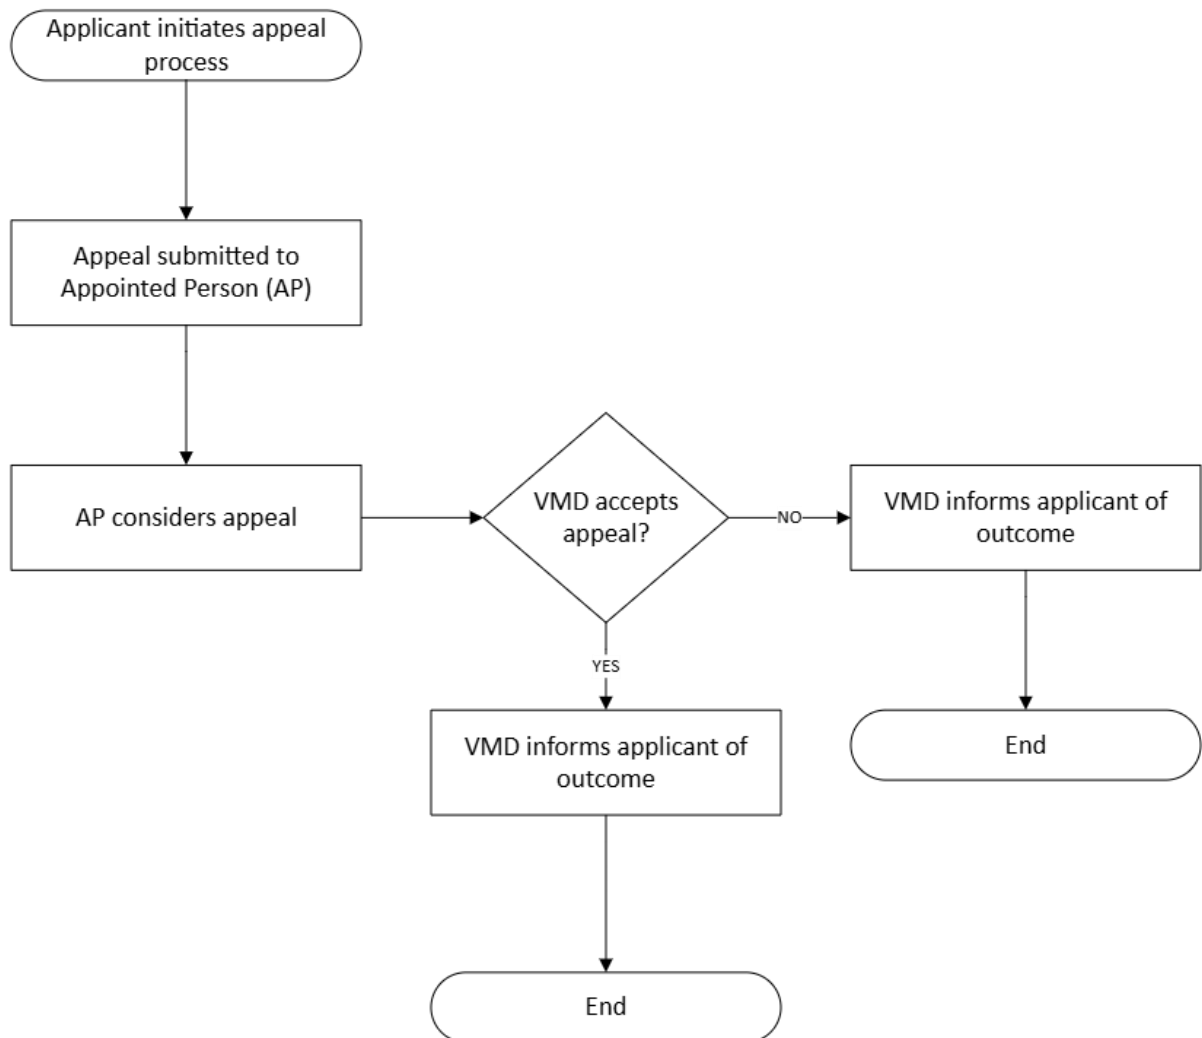 Applicant initiates appeal
process
Appeal submitted to
Appointed Person (AP)
AP considers appeal
VMD accepts
appeal?
NO
VMD informs applicant of
outcome
End
YES
VMD informs applicant of
outcome
End